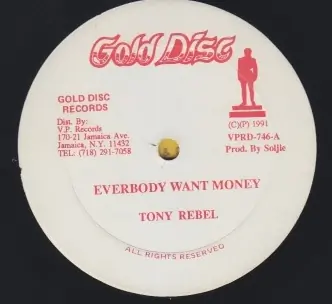 Gold Disc
GOLD DISC
RECORDS
Dist. By:
V.P. Records
170-21 Jamaica Ave.
Jamaica, N.Y. 11432
TEL: (718) 291-7058
(C)(P) 1991
VPRD-746-A
Prod. By Soljie
EVERBODY WANT MONEY
TONY REBEL
ALL RIGHTS RESERVED